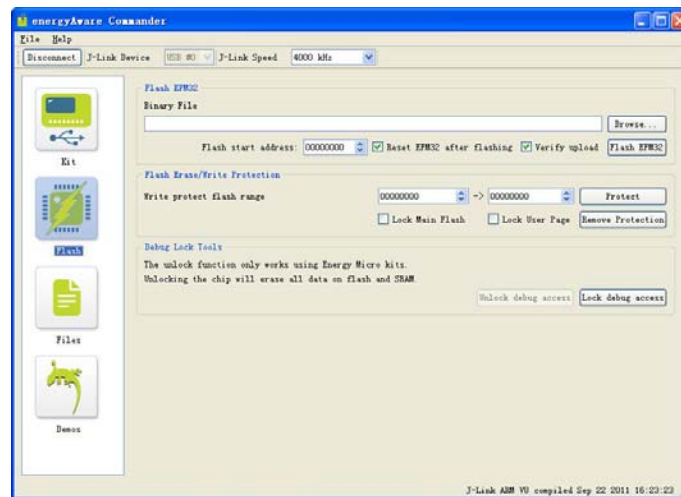 energyAware Commander
File Help
Disconnect J-Link Device USB #0 J-Link Speed 4000 kHz
Flash EFM32
Binary File
Browse...
Flash start address: 00000000 Reset EFM32 after flashing Verify upload Flash EFM32
Flash Erase/Write Protection
Write protect flash range 00000000 -> 00000000 Protect
Lock Main Flash Lock User Page Remove Protection
Debug Lock Tools
The unlock function only works using Energy Micro kits.
Unlocking the chip will erase all data on flash and SRAM.
Unlock debug access Lock debug access
Kit
Flash
Files
Demos
J-Link ARM V8 compiled Sep 22 2011 16:23:23